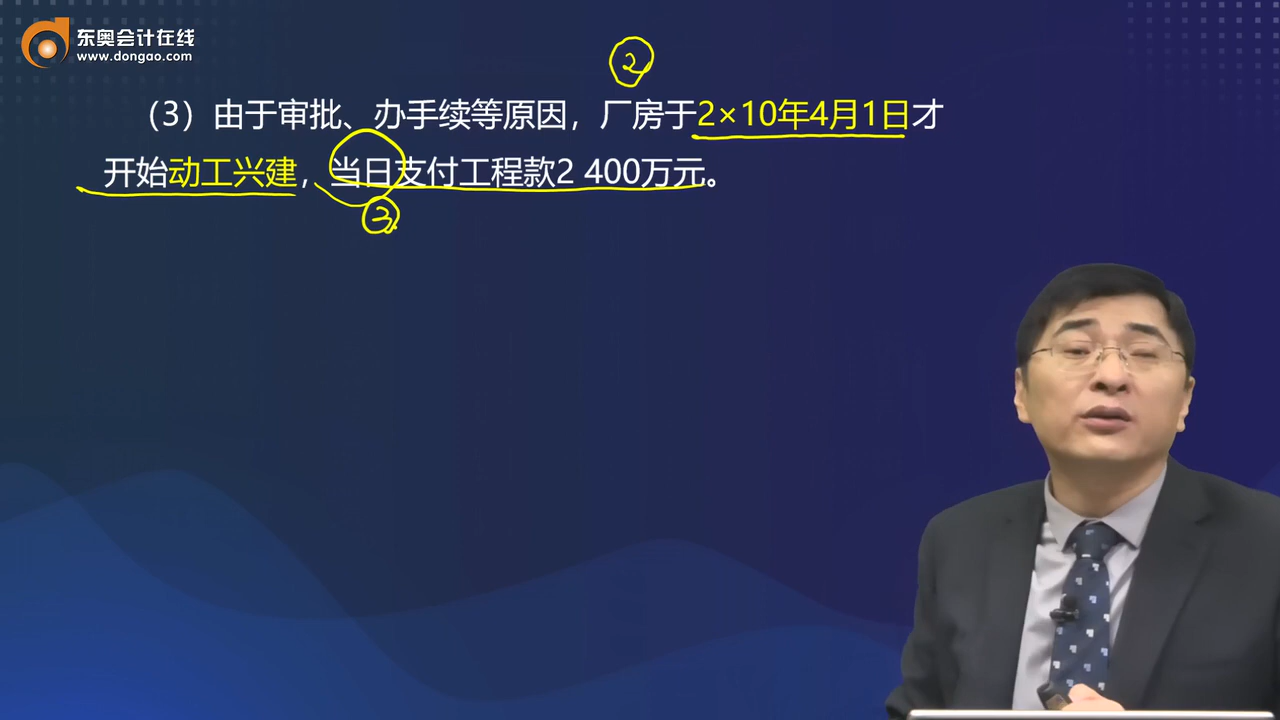 东奥会计在线
www.dongao.com
②
（3）由于审批、办手续等原因，厂房于2×10年4月1日才
开始动工兴建，当日支付工程款2 400万元。
③